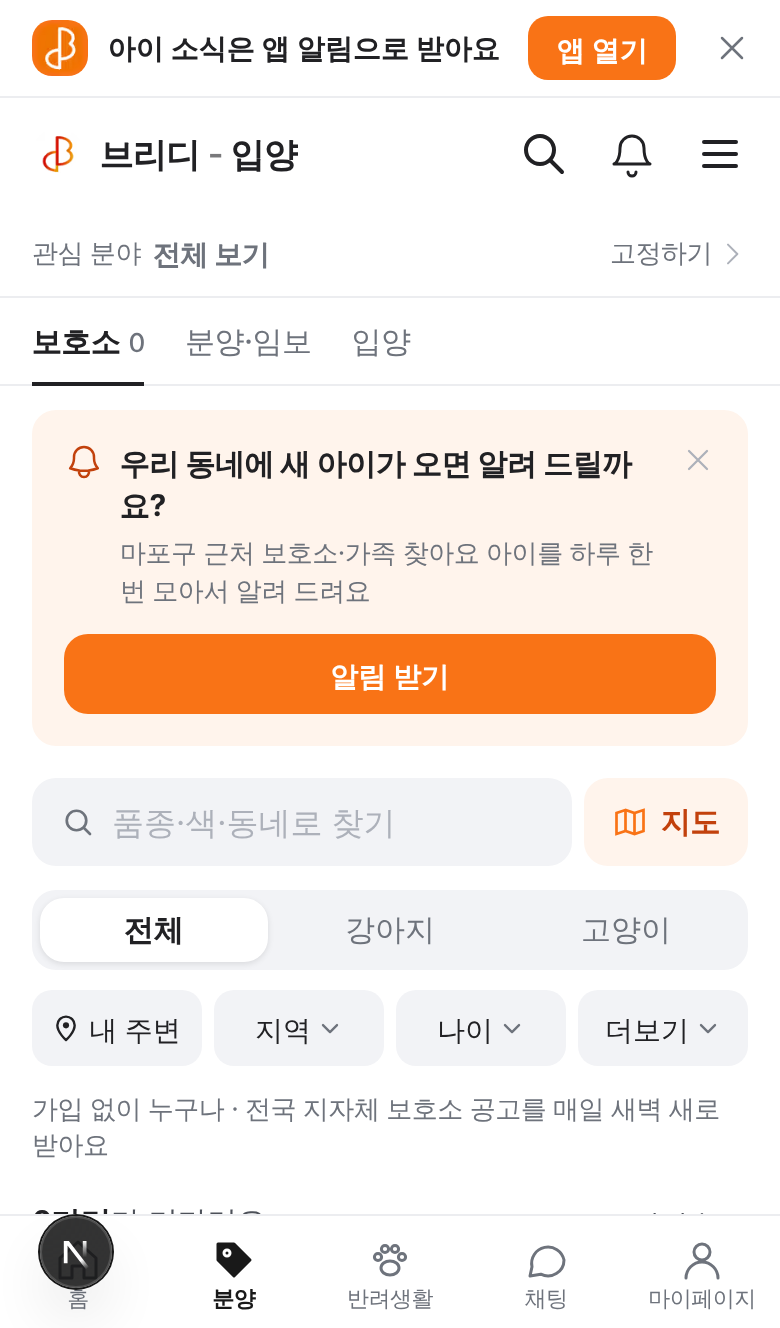 아이 소식은 앱 알림으로 받아요
앱 열기
브리디 - 입양
관심 분야 전체 보기
고정하기
보호소 0
분양·임보
입양
우리 동네에 새 아이가 오면 알려 드릴까
요?
마포구 근처 보호소·가족 찾아요 아이를 하루 한
번 모아서 알려 드려요
알림 받기
품종·색·동네로 찾기
지도
전체
강아지
고양이
내 주변
지역
나이
더보기
가입 없이 누구나 · 전국 지자체 보호소 공고를 매일 새벽 새로
받아요
N
홈
분양
반려생활
채팅
마이페이지